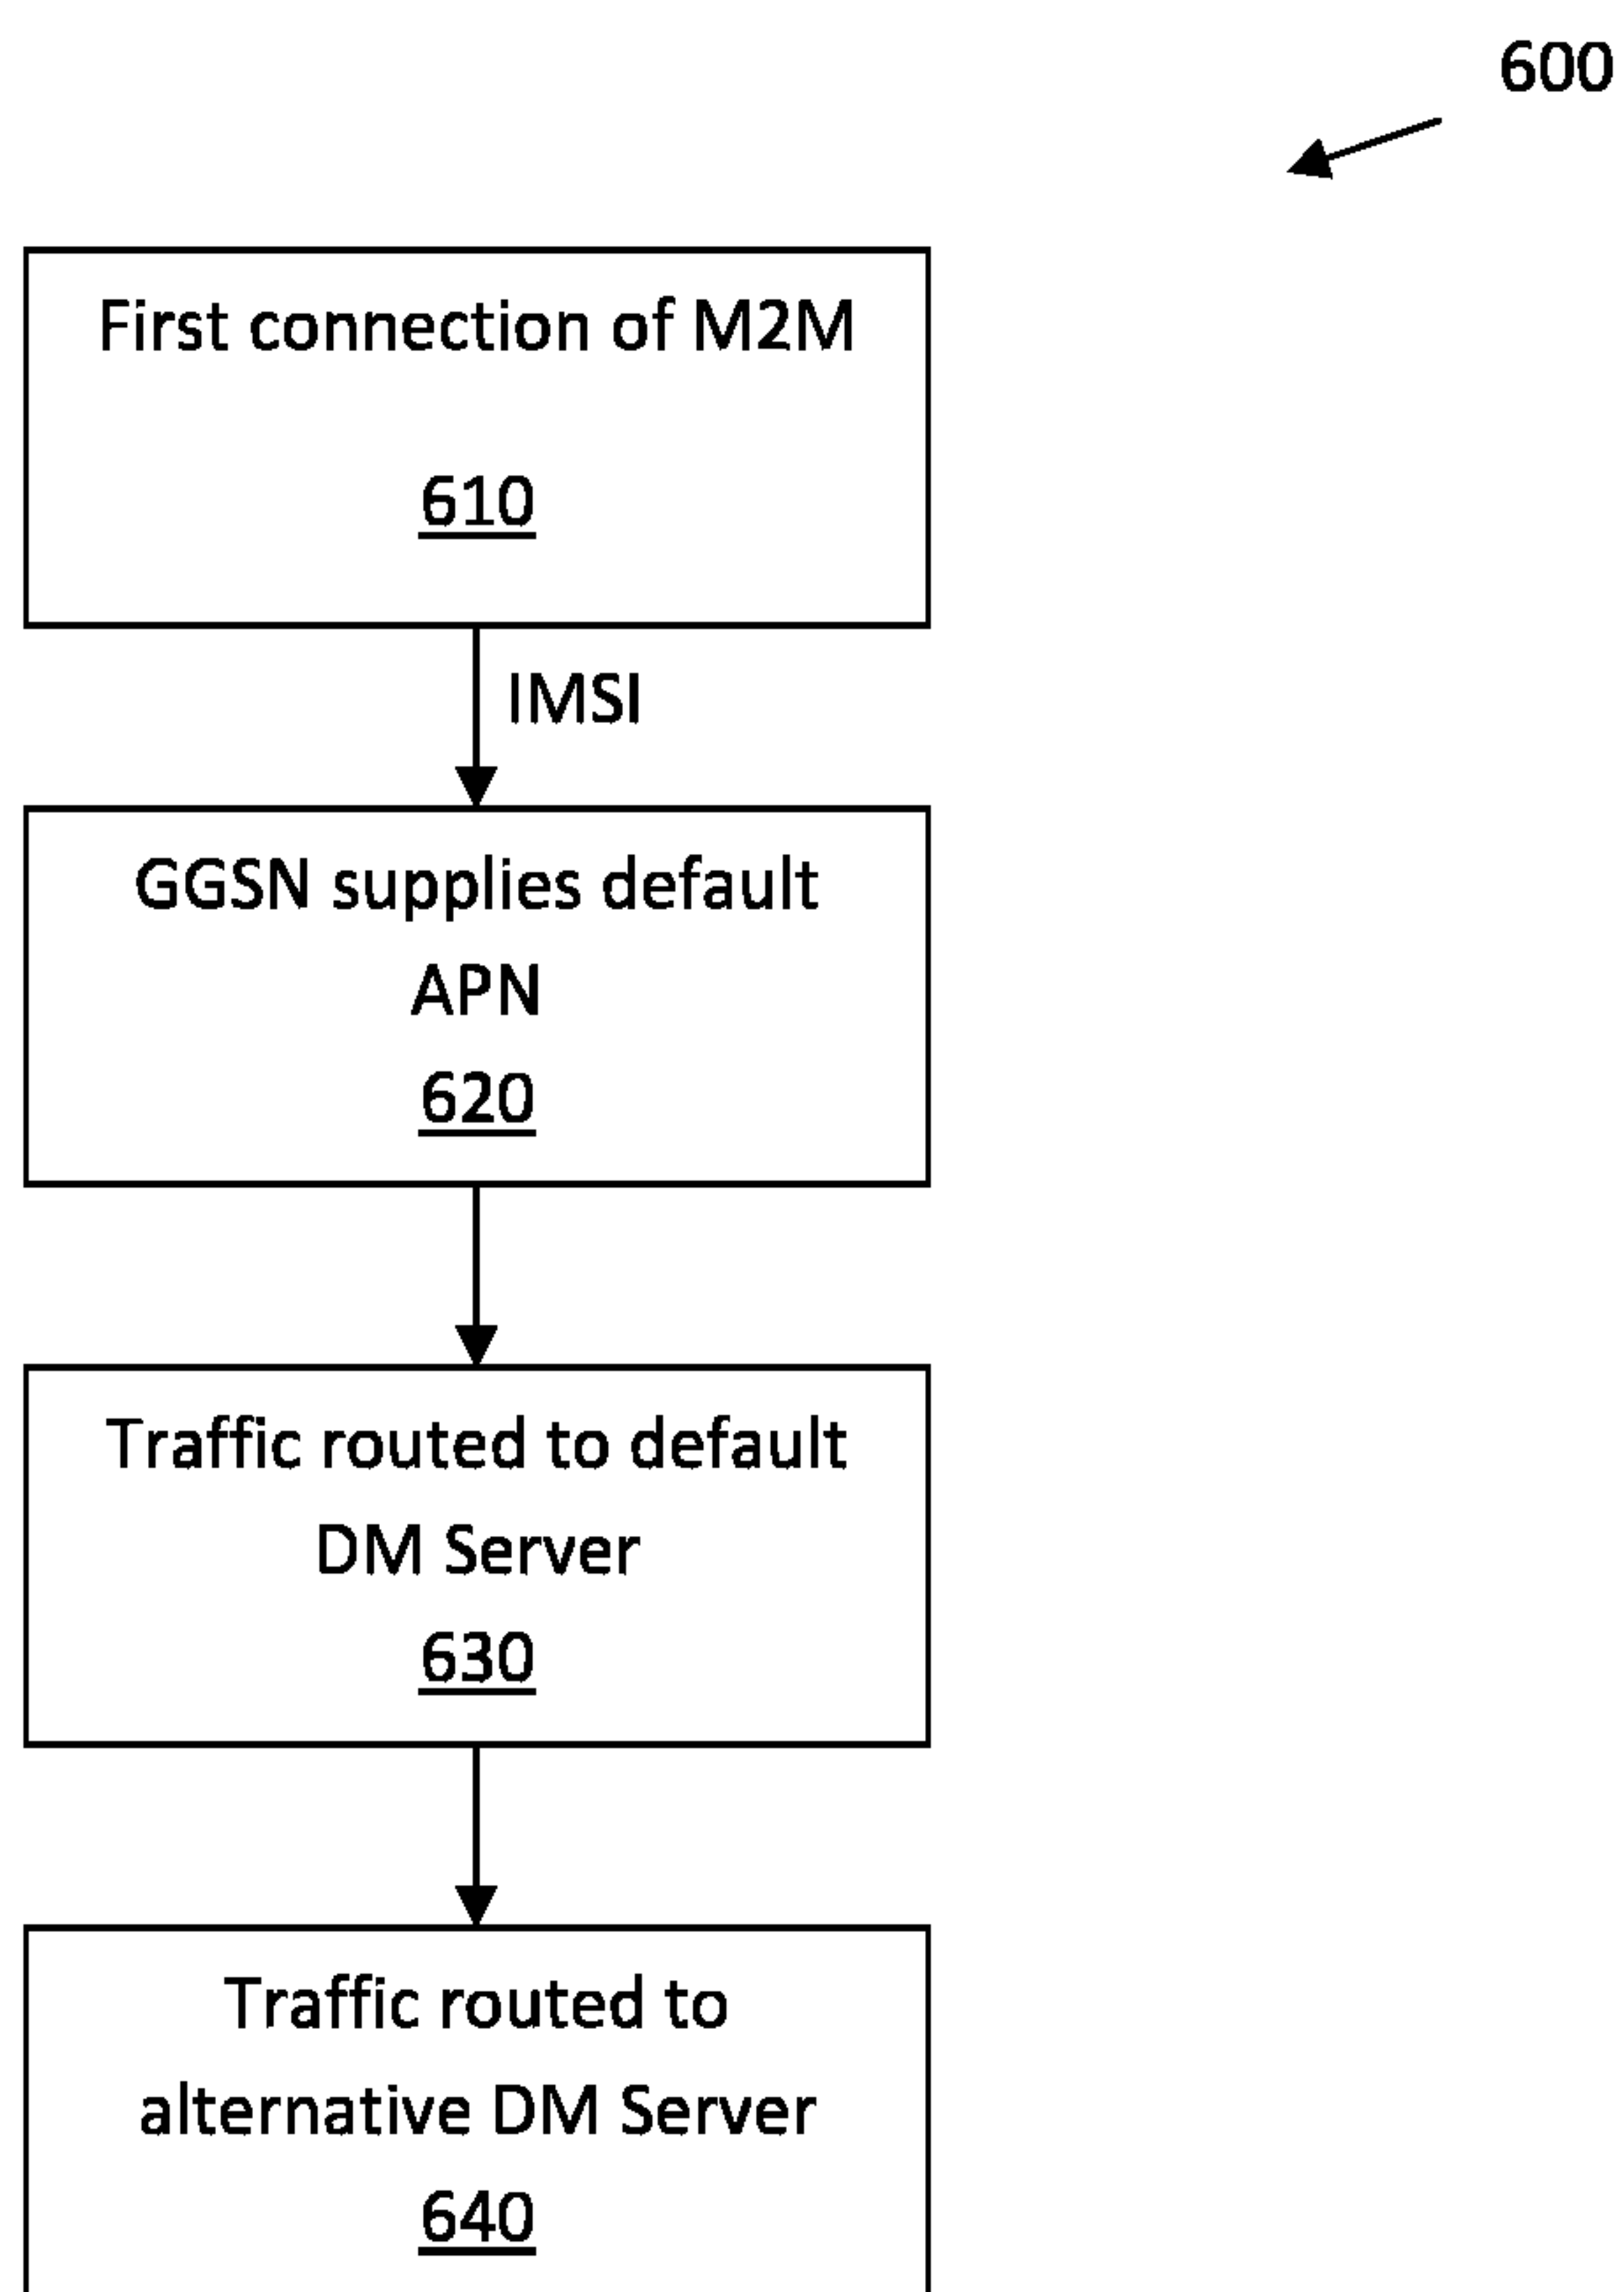 600
First connection of M2M
610
IMSI
GGSN supplies default
APN
620
Traffic routed to default
DM Server
630
Traffic routed to
alternative DM Server
640